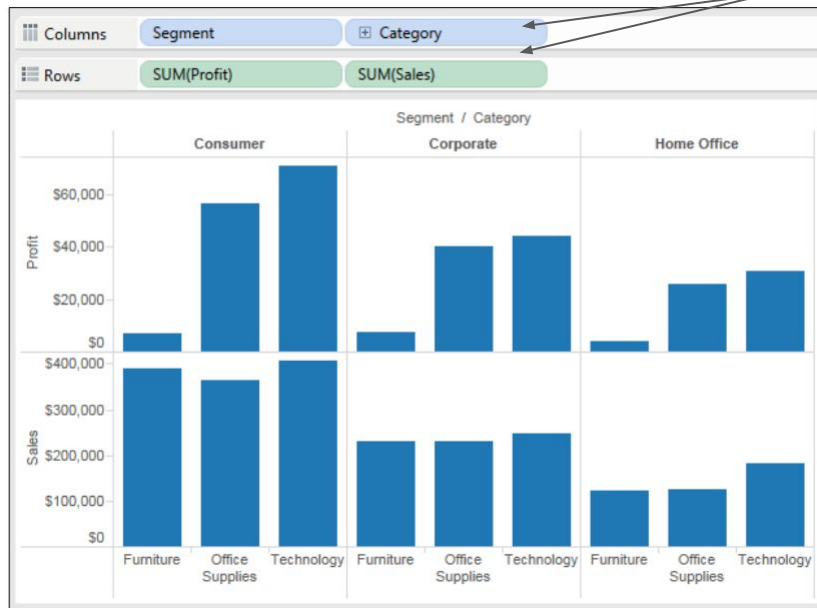 Columns Segment Category
Rows SUM(Profit) SUM(Sales)
Segment / Category
Consumer Corporate Home Office
Profit
$60,000
$40,000
$20,000
$0
Sales
$400,000
$300,000
$200,000
$100,000
$0
Furniture Office Supplies Technology Furniture Office Supplies Technology Furniture Office Supplies Technology